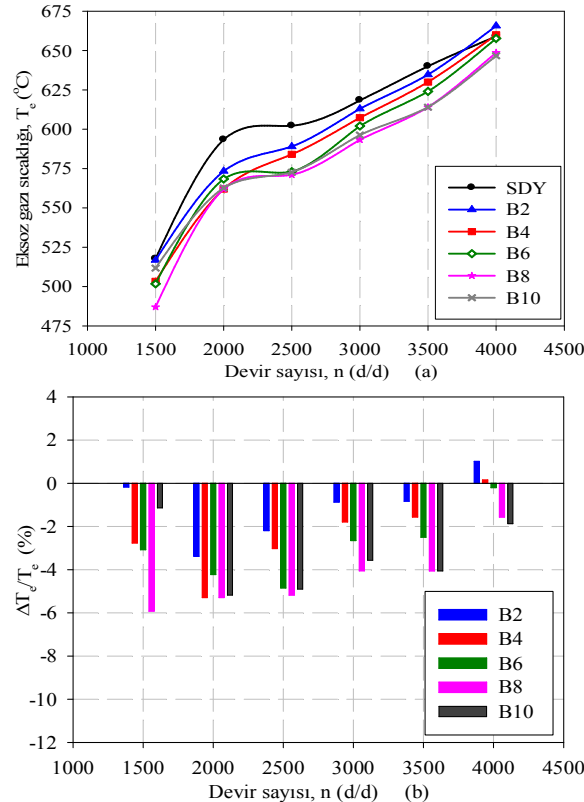 675
650
625
600
575
550
525
500
475
Eksoz gazı sıcaklığı, Te (°C)
SDY
B2
B4
B6
B8
B10
1000 1500 2000 2500 3000 3500 4000 4500
Devir sayısı, n (d/d) (a)
4
2
0
-2
-4
-6
-8
-10
-12
ΔTe/Te (%)
B2
B4
B6
B8
B10
1000 1500 2000 2500 3000 3500 4000 4500
Devir sayısı, n (d/d) (b)